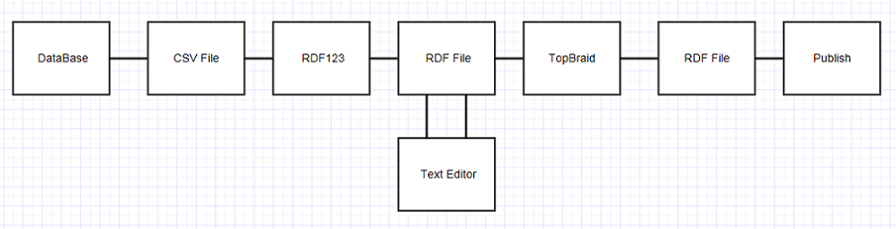 DataBase
CSV File
RDF123
RDF File
TopBraid
RDF File
Publish
Text Editor